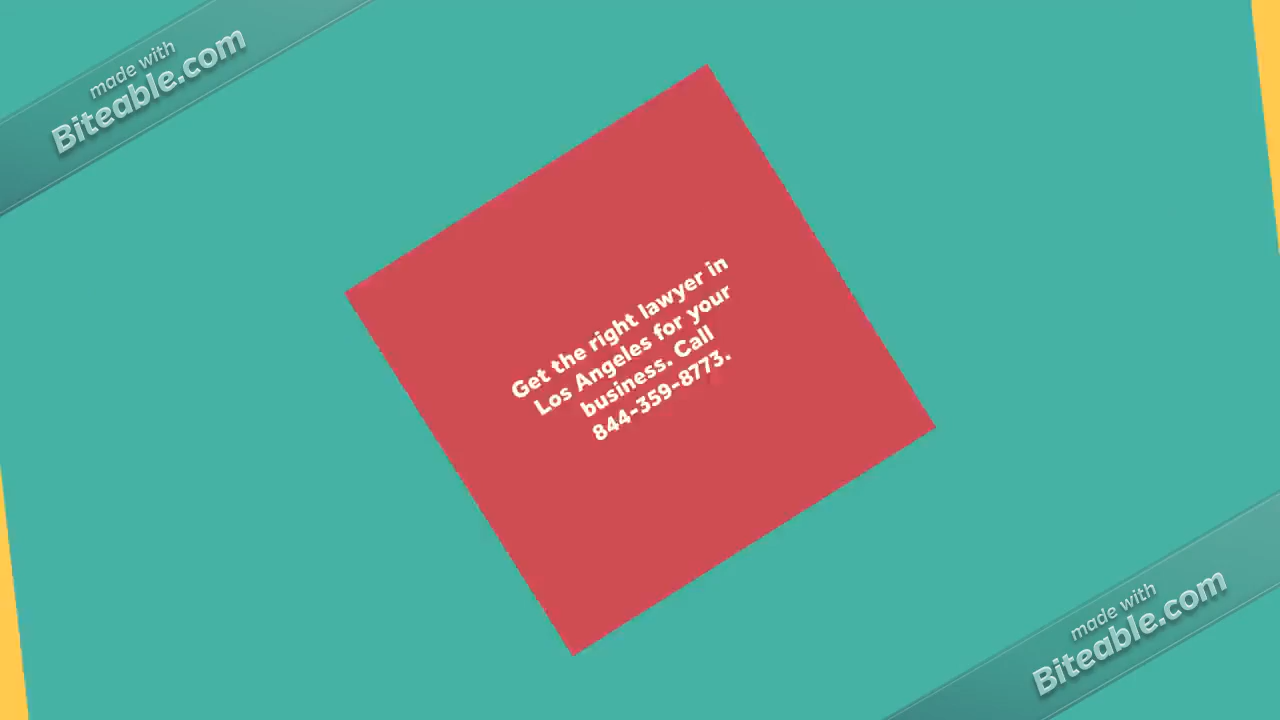 made with
Biteable.com
Get the right lawyer in
Los Angeles for your
business. Call
844-359-8773.
made with
Biteable.com